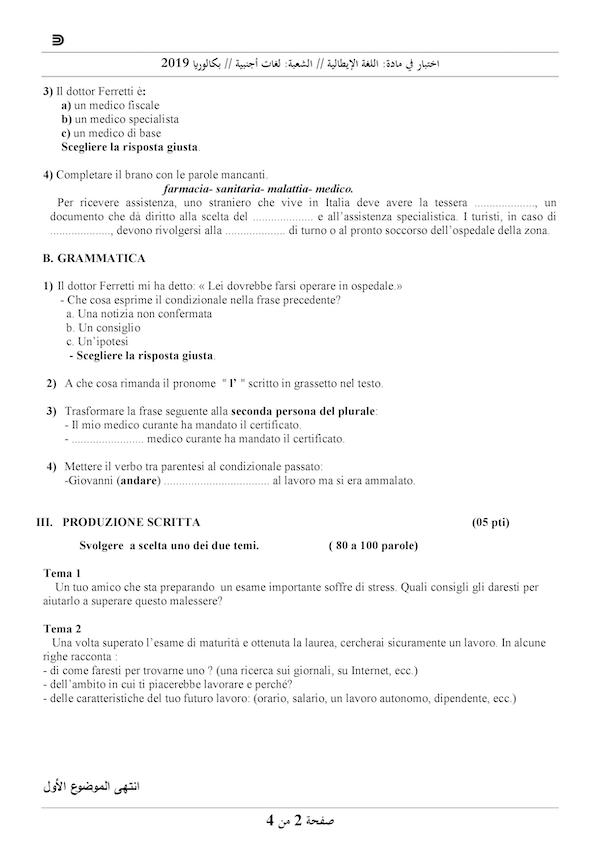 اختبار في مادة: اللغة الإيطالية // الشعبة: لغات أجنبية // بكالوريا 2019
3) Il dottor Ferretti è:
a) un medico fiscale
b) un medico specialista
c) un medico di base
Scegliere la risposta giusta.
4) Completare il brano con le parole mancanti.
farmacia- sanitaria- malattia- medico.
Per ricevere assistenza, uno straniero che vive in Italia deve avere la tessera ...................., un
documento che dà diritto alla scelta del .................... e all’assistenza specialistica. I turisti, in caso di
...................., devono rivolgersi alla .................... di turno o al pronto soccorso dell’ospedale della zona.
B. GRAMMATICA
1) Il dottor Ferretti mi ha detto: « Lei dovrebbe farsi operare in ospedale.»
- Che cosa esprime il condizionale nella frase precedente?
a. Una notizia non confermata
b. Un consiglio
c. Un’ipotesi
- Scegliere la risposta giusta.
2) A che cosa rimanda il pronome " l’ " scritto in grassetto nel testo.
3) Trasformare la frase seguente alla seconda persona del plurale:
- Il mio medico curante ha mandato il certificato.
- ........................ medico curante ha mandato il certificato.
4) Mettere il verbo tra parentesi al condizionale passato:
-Giovanni (andare) .................................... al lavoro ma si era ammalato.
III. PRODUZIONE SCRITTA (05 pti)
Svolgere a scelta uno dei due temi. ( 80 a 100 parole)
Tema 1
Un tuo amico che sta preparando un esame importante soffre di stress. Quali consigli gli daresti per
aiutarlo a superare questo malessere?
Tema 2
Una volta superato l’esame di maturità e ottenuta la laurea, cercherai sicuramente un lavoro. In alcune
righe racconta :
- di come faresti per trovarne uno ? (una ricerca sui giornali, su Internet, ecc.)
- dell’ambito in cui ti piacerebbe lavorare e perché?
- delle caratteristiche del tuo futuro lavoro: (orario, salario, un lavoro autonomo, dipendente, ecc.)
انتهى الموضوع الأول
صفحة 2 من 4